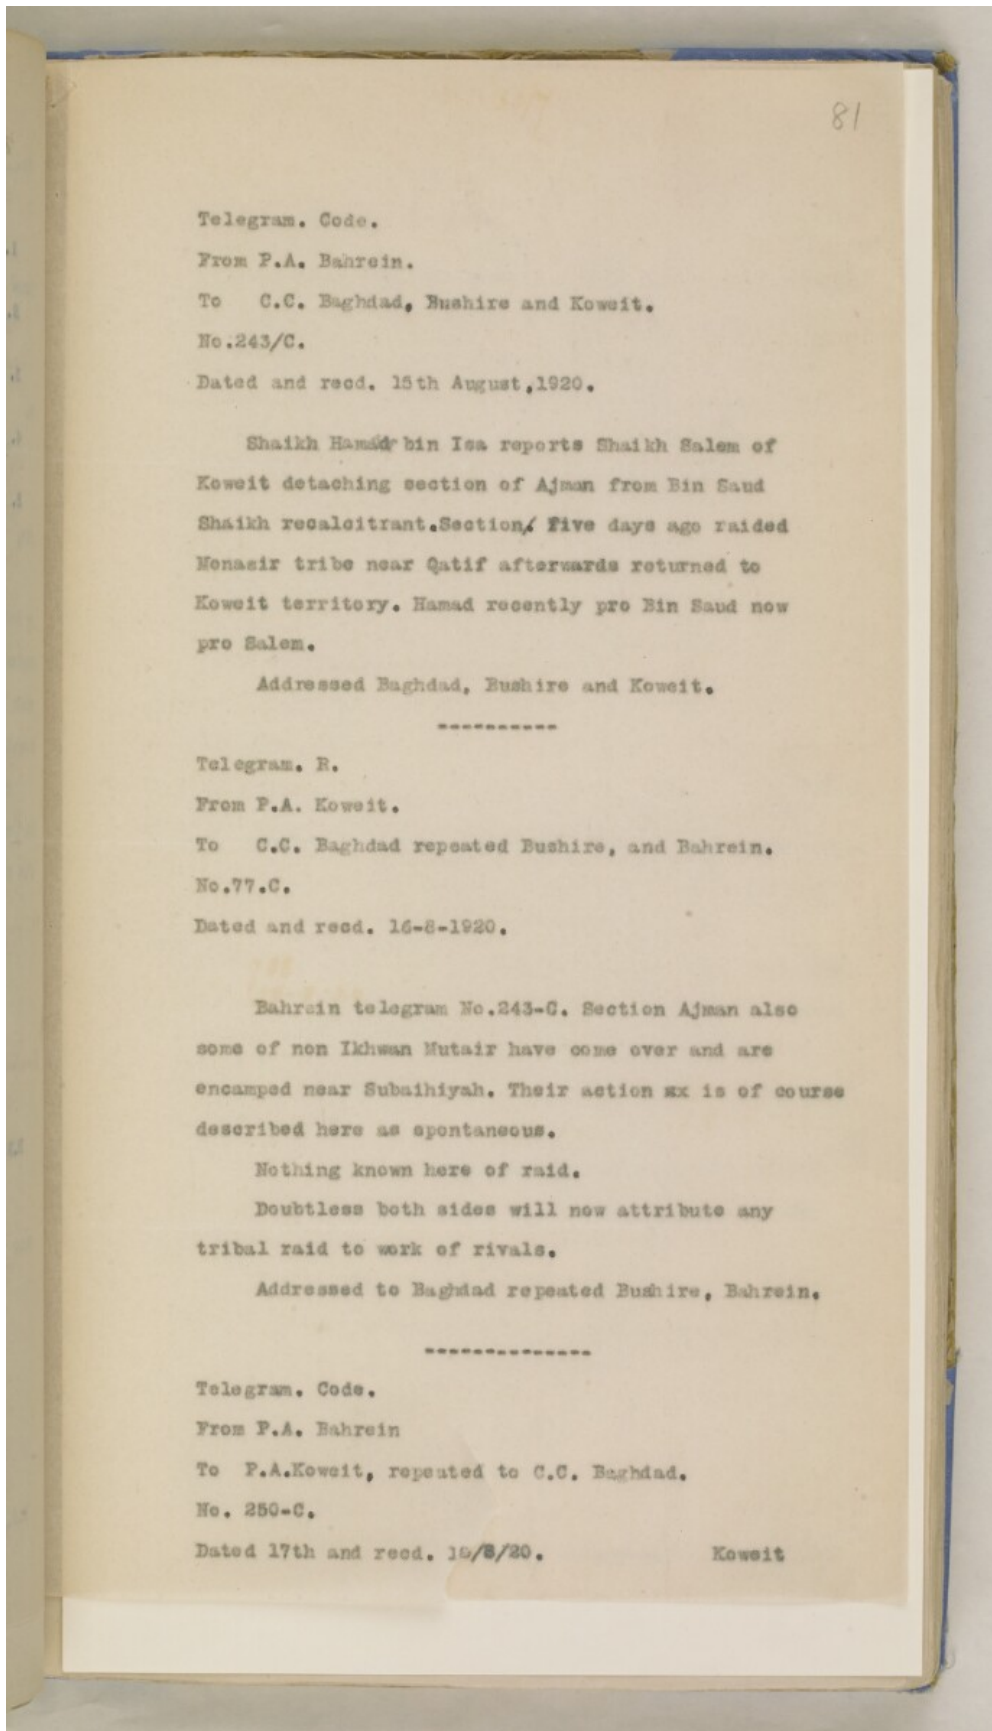 81
Telegram. Code.
From P.A. Bahrein.
To C.C. Baghdad, Bushire and Koweit.
No.243/C.
Dated and recd. 15th August,1920.
Shaikh Hamad bin Isa reports Shaikh Salem of
Koweit detaching section of Ajman from Bin Saud
Shaikh recalcitrant.Section/ Five days ago raided
Monasir tribe near Qatif afterwards returned to
Koweit territory. Hamad recently pro Bin Saud now
pro Salem.
Addressed Baghdad, Bushire and Koweit.
----------
Telegram. R.
From P.A. Koweit.
To C.C. Baghdad repeated Bushire, and Bahrein.
No.77.C.
Dated and recd. 16-8-1920.
Bahrein telegram No.243-C. Section Ajman also
some of non Ikhwan Mutair have come over and are
encamped near Subaihiyah. Their action xx is of course
described here as spontaneous.
Nothing known here of raid.
Doubtless both sides will now attribute any
tribal raid to work of rivals.
Addressed to Baghdad repeated Bushire, Bahrein.
--------------
Telegram. Code.
From P.A. Bahrein
To P.A.Koweit, repeated to C.C. Baghdad.
No. 250-C.
Dated 17th and recd. /8/20. Koweit